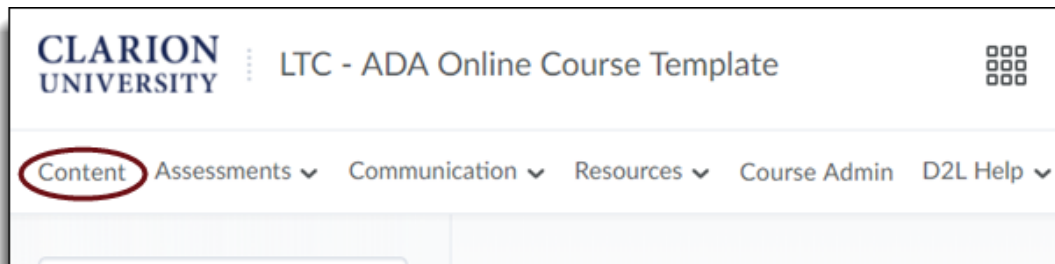 CLARION
UNIVERSITY
LTC - ADA Online Course Template
Content Assessments Communication Resources Course Admin D2L Help